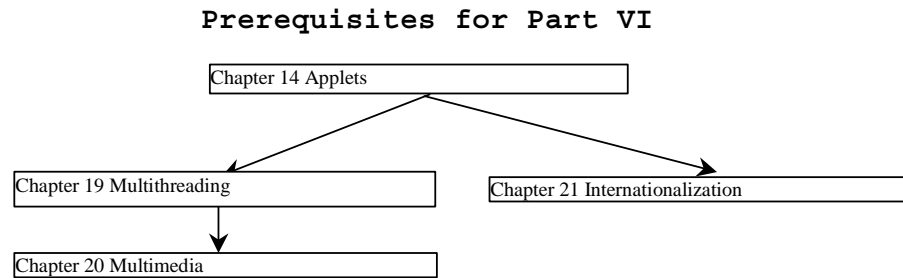 Prerequisites for Part VI
Chapter 14 Applets
Chapter 19 Multithreading
Chapter 21 Internationalization
Chapter 20 Multimedia